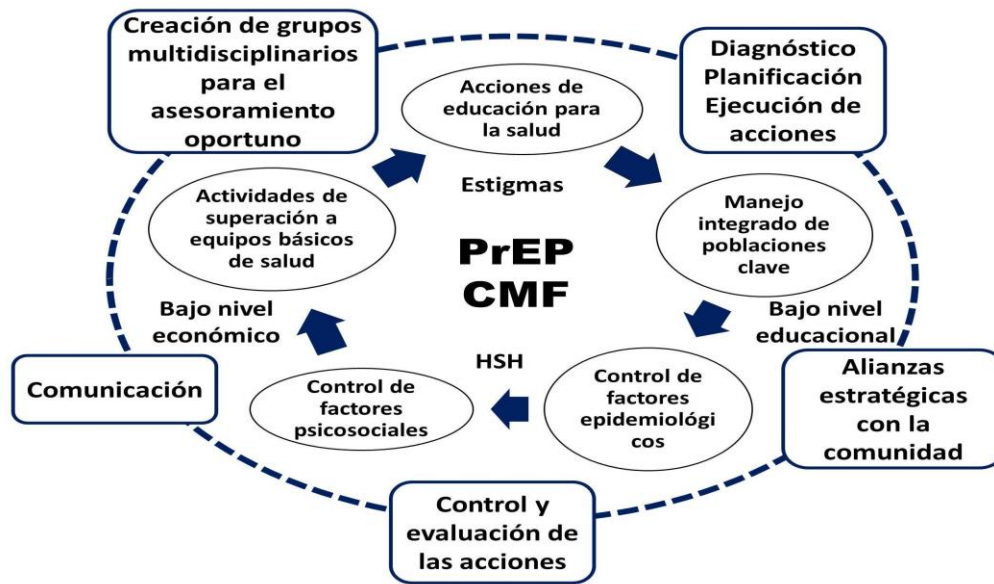 Creación de grupos
multidisciplinarios
para el
asesoramiento
oportuno
Diagnóstico
Planificación
Ejecución de
acciones
Acciones de
educación para
la salud
Actividades de
superación a
equipos básicos
de salud
Estigmas
Manejo
integrado de
poblaciones
clave
PrEP
CMF
Bajo nivel
económico
Bajo nivel
educacional
HSH
Comunicación
Control de
factores
psicosociales
Control de
factores
epidemiológi
cos
Alianzas
estratégicas
con la
comunidad
Control y
evaluación de
las acciones